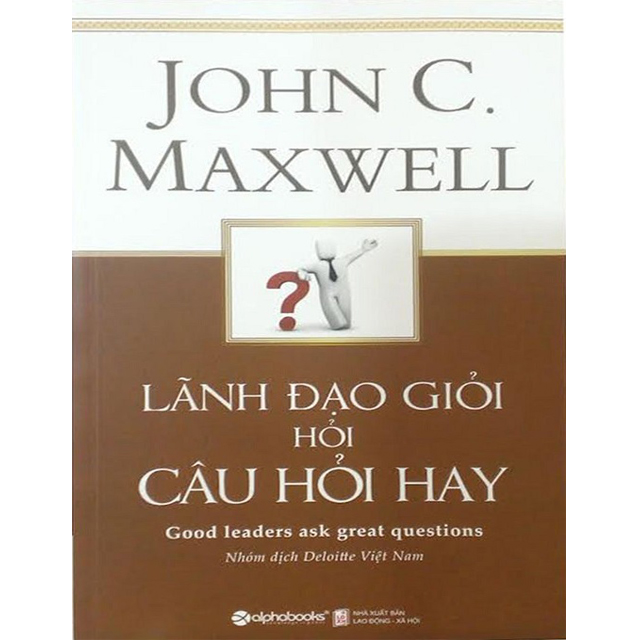 JOHN C.
MAXWELL
?
LÃNH ĐẠO GIỎI
HỎI
CÂU HỎI HAY
Good leaders ask great questions
Nhóm dịch Deloitte Việt Nam
alphabooks
NHÀ XUẤT BẢN
LAO ĐỘNG - XÃ HỘI